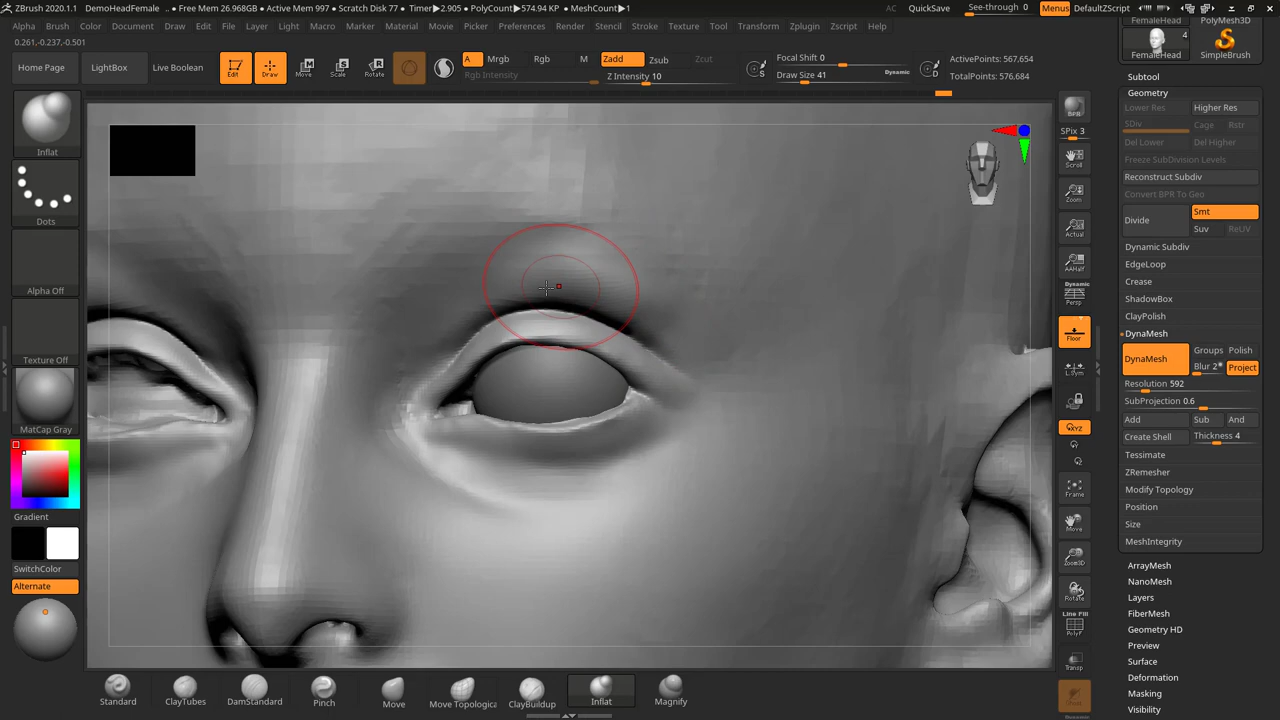 ZBrush 2020.1.1 DemoHeadFemale .. • Free Mem 26.968GB • Active Mem 997 • Scratch Disk 77 • Timer▶2.905 • PolyCount▶574.94 KP • MeshCount▶1 AC QuickSave See-through 0 Menus DefaultZScript
Alpha Brush Color Document Draw Edit File Layer Light Macro Marker Material Movie Picker Preferences Render Stencil Stroke Texture Tool Transform Zplugin Zscript Help
0.261,-0.237,-0.501
Home Page LightBox Live Boolean
Edit Draw Move Scale Rotate
A Mrgb Rgb M Zadd Zsub Zcut
Rgb Intensity Z Intensity 10
S Focal Shift 0
Draw Size 41 Dynamic
D ActivePoints: 567,654
TotalPoints: 576,684
Inflat
Dots
Alpha Off
Texture Off
MatCap Gray
Gradient
SwitchColor
Alternate
BPR
SPix 3
Scroll
Zoom
Actual
AAHalf
Dynamic
Persp
Floor
L.Sym
XYZ
Y
Z
Frame
Move
Zoom3D
Rotate
Line Fill
PolyF
Transp
FemaleHead PolyMesh3D
4
FemaleHead SimpleBrush
Subtool
Geometry
Lower Res Higher Res
SDiv Cage Rstr
Del Lower Del Higher
Freeze SubDivision Levels
Reconstruct Subdiv
Convert BPR To Geo
Divide Smt
Suv ReUV
Dynamic Subdiv
EdgeLoop
Crease
ShadowBox
ClayPolish
DynaMesh
DynaMesh Groups Polish
Blur 2 Project
Resolution 592
SubProjection 0.6
Add Sub And
Create Shell Thickness 4
Tessimate
ZRemesher
Modify Topology
Position
Size
MeshIntegrity
ArrayMesh
NanoMesh
Layers
FiberMesh
Geometry HD
Preview
Surface
Deformation
Masking
Visibility
Standard ClayTubes DamStandard Pinch Move Move Topologica ClayBuildup Inflat Magnify